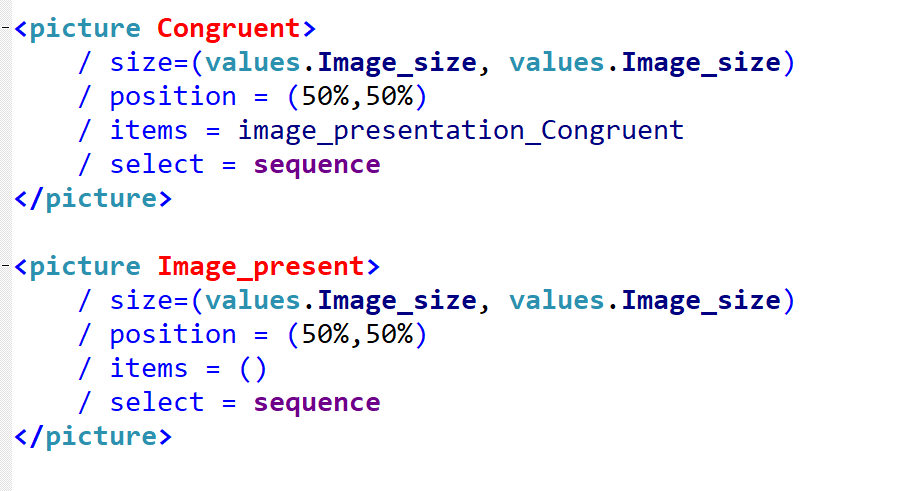 <picture Congruent>
/ size=(values.Image_size, values.Image_size)
/ position = (50%,50%)
/ items = image_presentation_Congruent
/ select = sequence
</picture>
<picture Image_present>
/ size=(values.Image_size, values.Image_size)
/ position = (50%,50%)
/ items = ()
/ select = sequence
</picture>